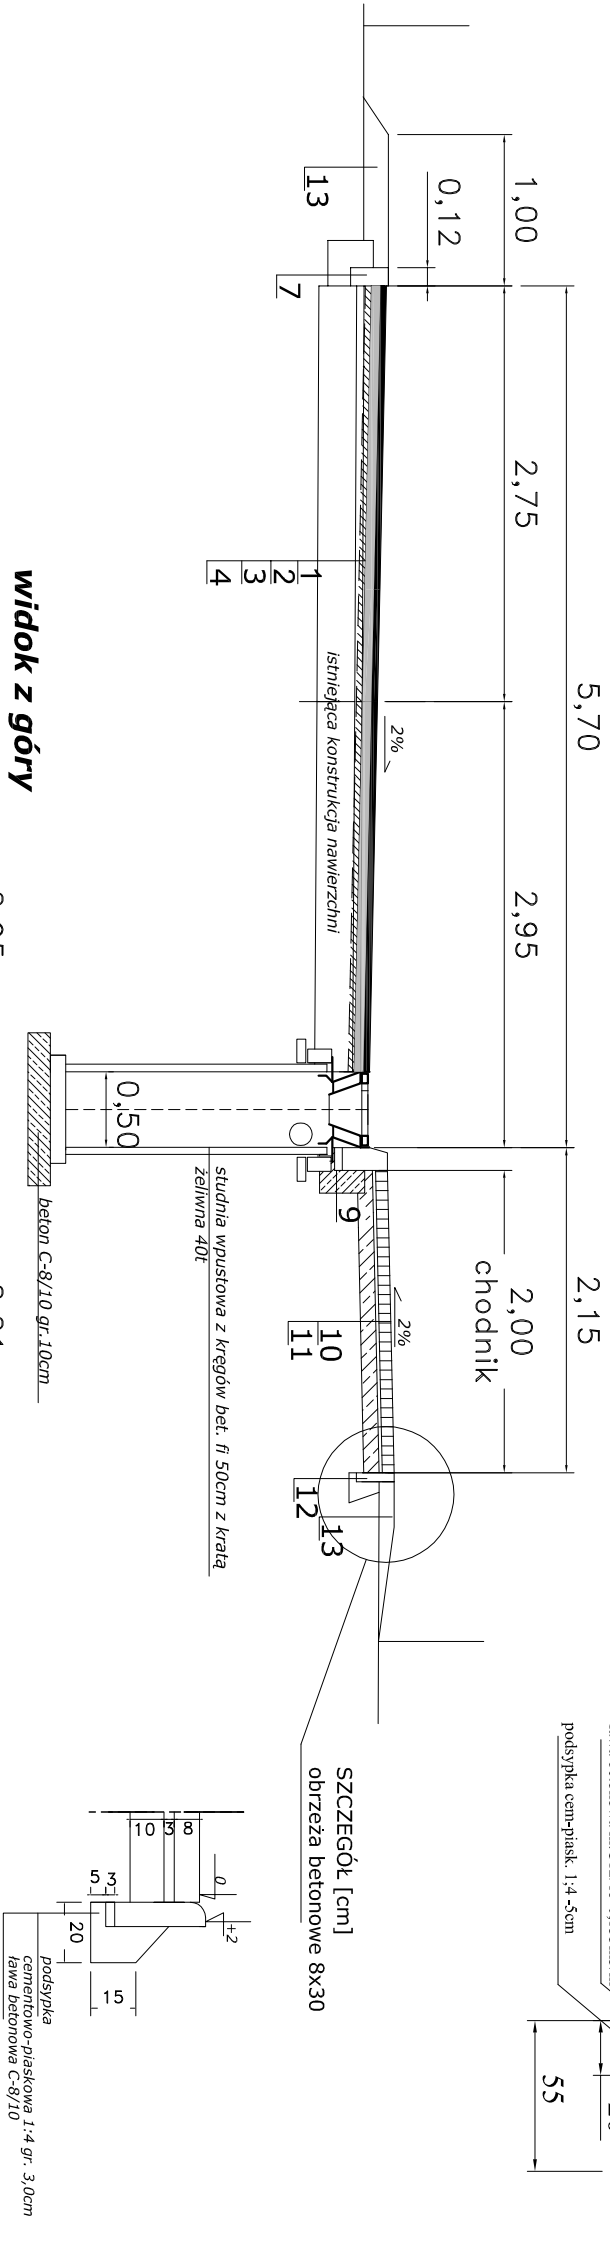 5,70
2,15
1,00
2,75
2,95
2,00
chodnik
0,12
2%
2%
13
7
1
2
3
4
istniejąca konstrukcja nawierzchni
9
10
11
12
13
0,50
studnia wpustowa z kręgów bet. fi 50cm z kratą
żeliwna 40t
beton C-8/10 gr.10cm
widok z góry
SZCZEGÓŁ [cm]
obrzeża betonowe 8x30
10
3
8
0
+2
5
3
20
15
podsypka
cementowo-piaskowa 1:4 gr. 3,0cm
ława betonowa C-8/10
podsypka cem-piask. 1;4 -5cm
55